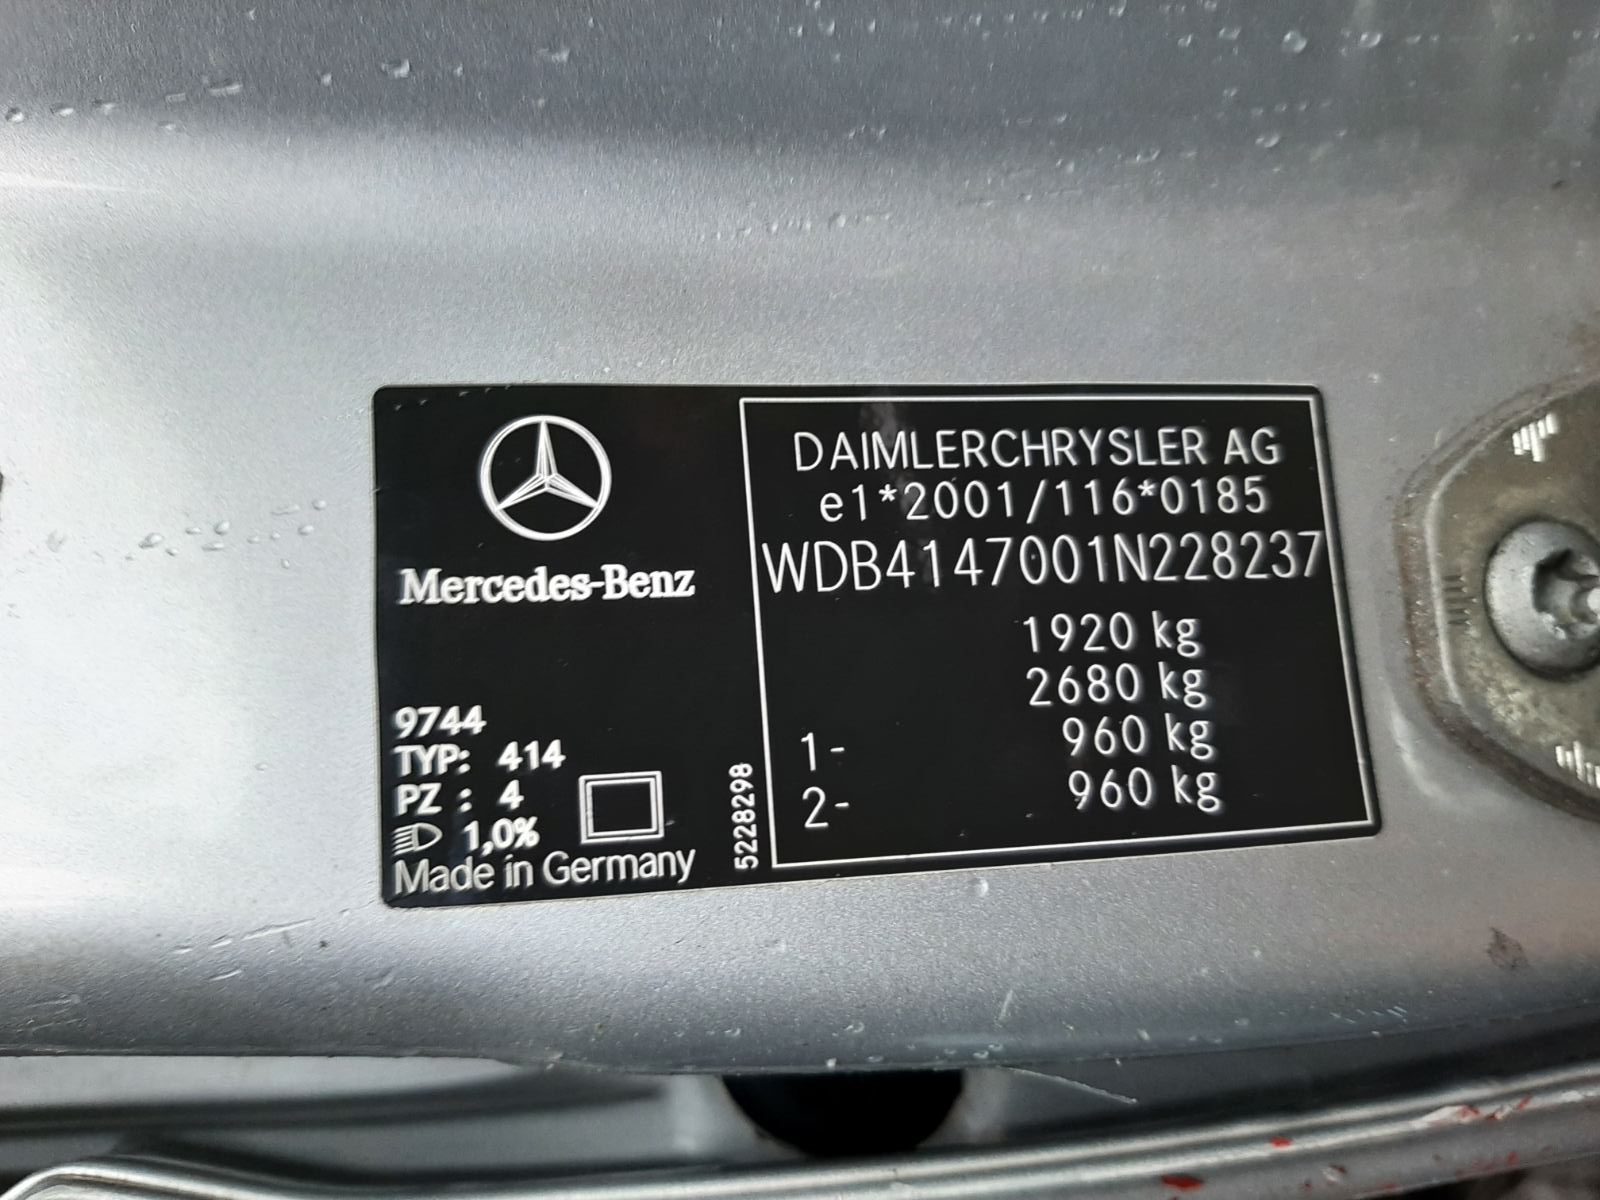 Mercedes-Benz
9744
TYP: 414
PZ : 4
1,0%
Made in Germany
5228298
DAIMLERCHRYSLER AG
e1*2001/116*0185
WDB4147001N228237
1920 kg
2680 kg
1- 960 kg
2- 960 kg